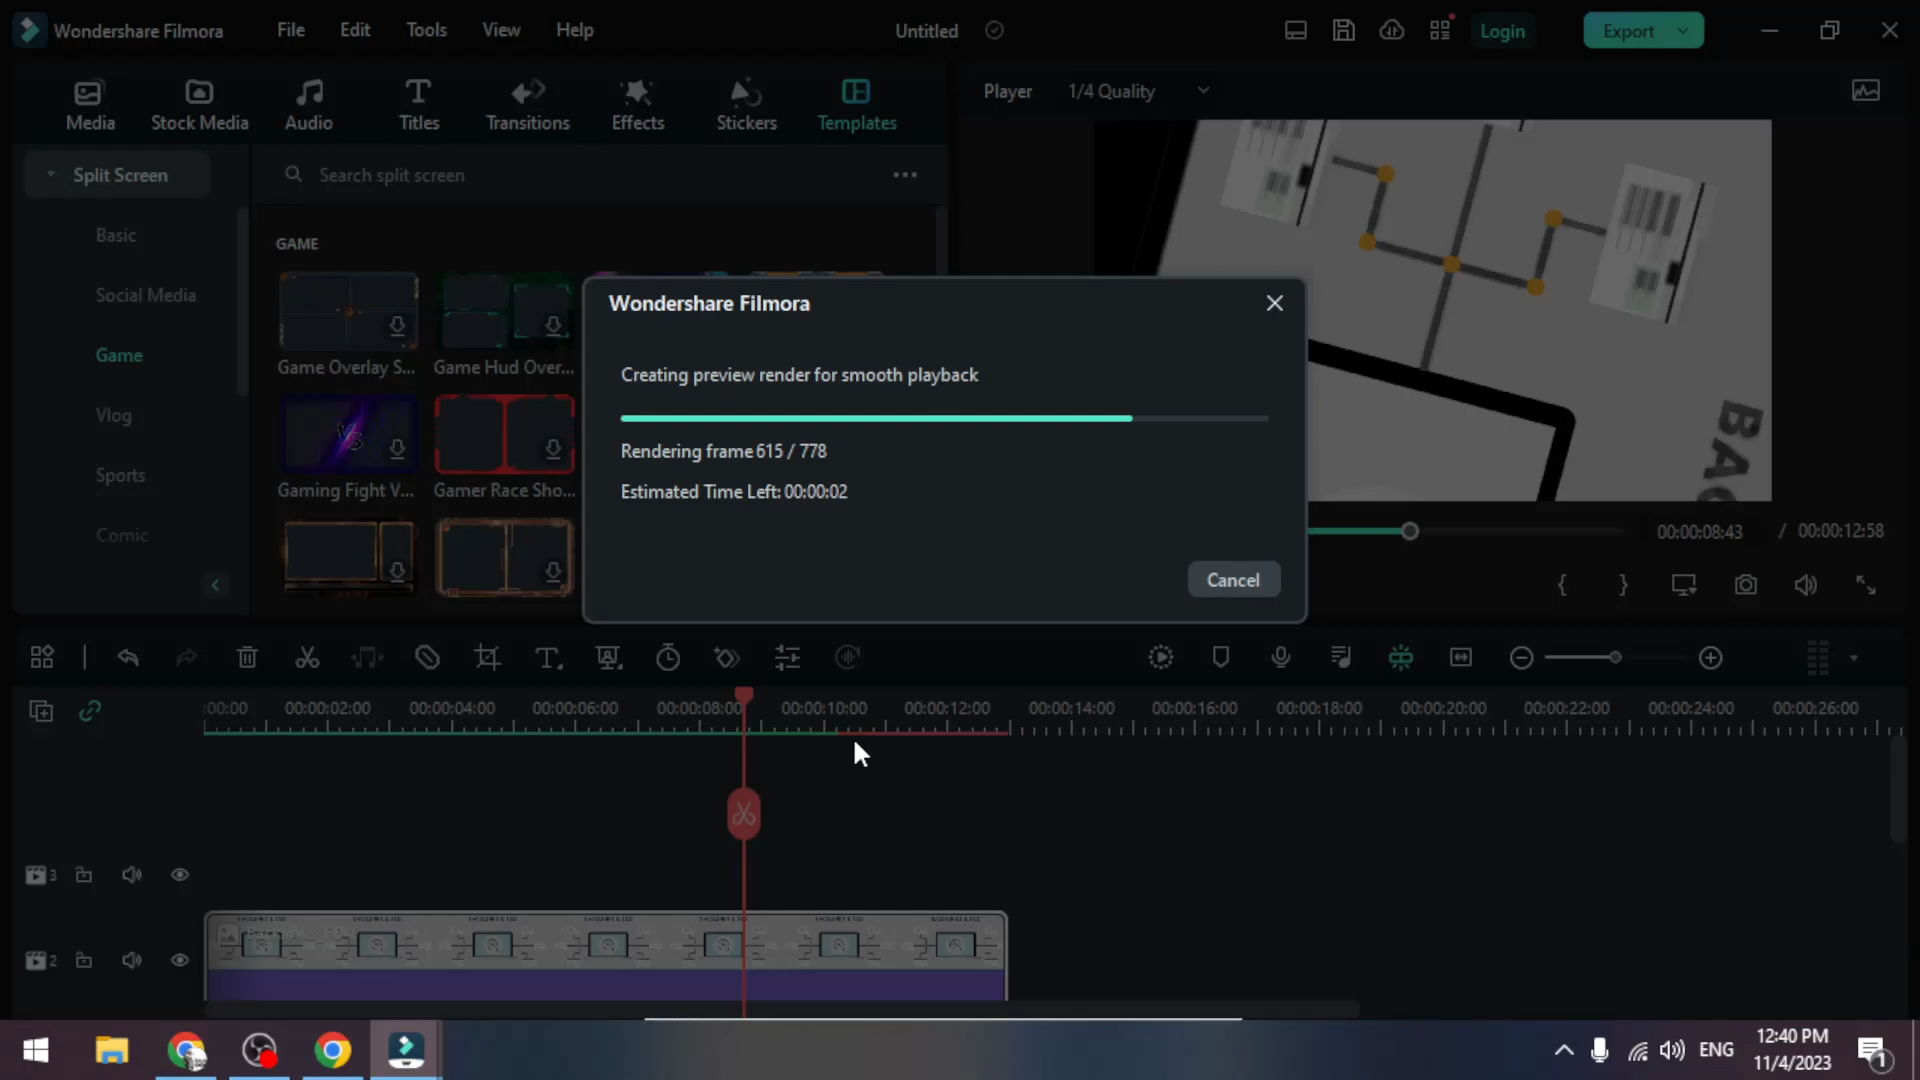 Wondershare Filmora
File
Edit
Tools
View
Help
Untitled
Login
Export
Media
Stock Media
Audio
Titles
Transitions
Effects
Stickers
Templates
Player
1/4 Quality
Split Screen
Search split screen
Basic
Social Media
Game
Vlog
Sports
Comic
GAME
Game Overlay S...
Game Hud Over...
VS
Gaming Fight V...
Gamer Race Sho...
Wondershare Filmora
Creating preview render for smooth playback
Rendering frame 615 / 778
Estimated Time Left: 00:00:02
Cancel
00:00:08:43 / 00:00:12:58
:00:00 00:00:02:00 00:00:04:00 00:00:06:00 00:00:08:00 00:00:10:00 00:00:12:00 00:00:14:00 00:00:16:00 00:00:18:00 00:00:20:00 00:00:22:00 00:00:24:00 00:00:26:00
3
2
ENG
12:40 PM
11/4/2023
1